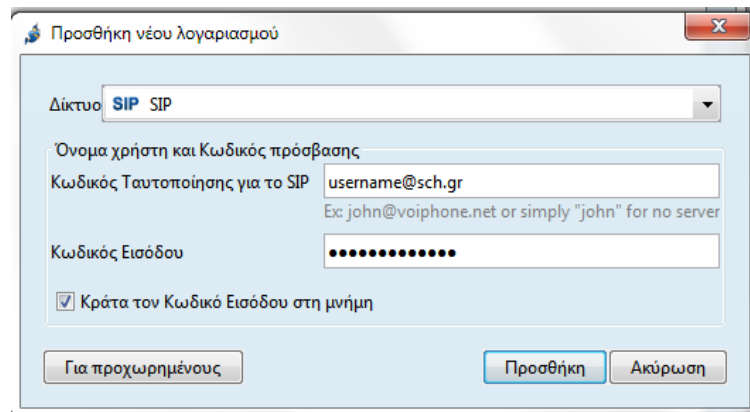 Προσθήκη νέου λογαριασμού
Δίκτυο SIP SIP
Όνομα χρήστη και Κωδικός πρόσβασης
Κωδικός Ταυτοποίησης για το SIP username@sch.gr
Ex: john@voiphone.net or simply "john" for no server
Κωδικός Εισόδου •••••••••••••
Κράτα τον Κωδικό Εισόδου στη μνήμη
Για προχωρημένους Προσθήκη Ακύρωση